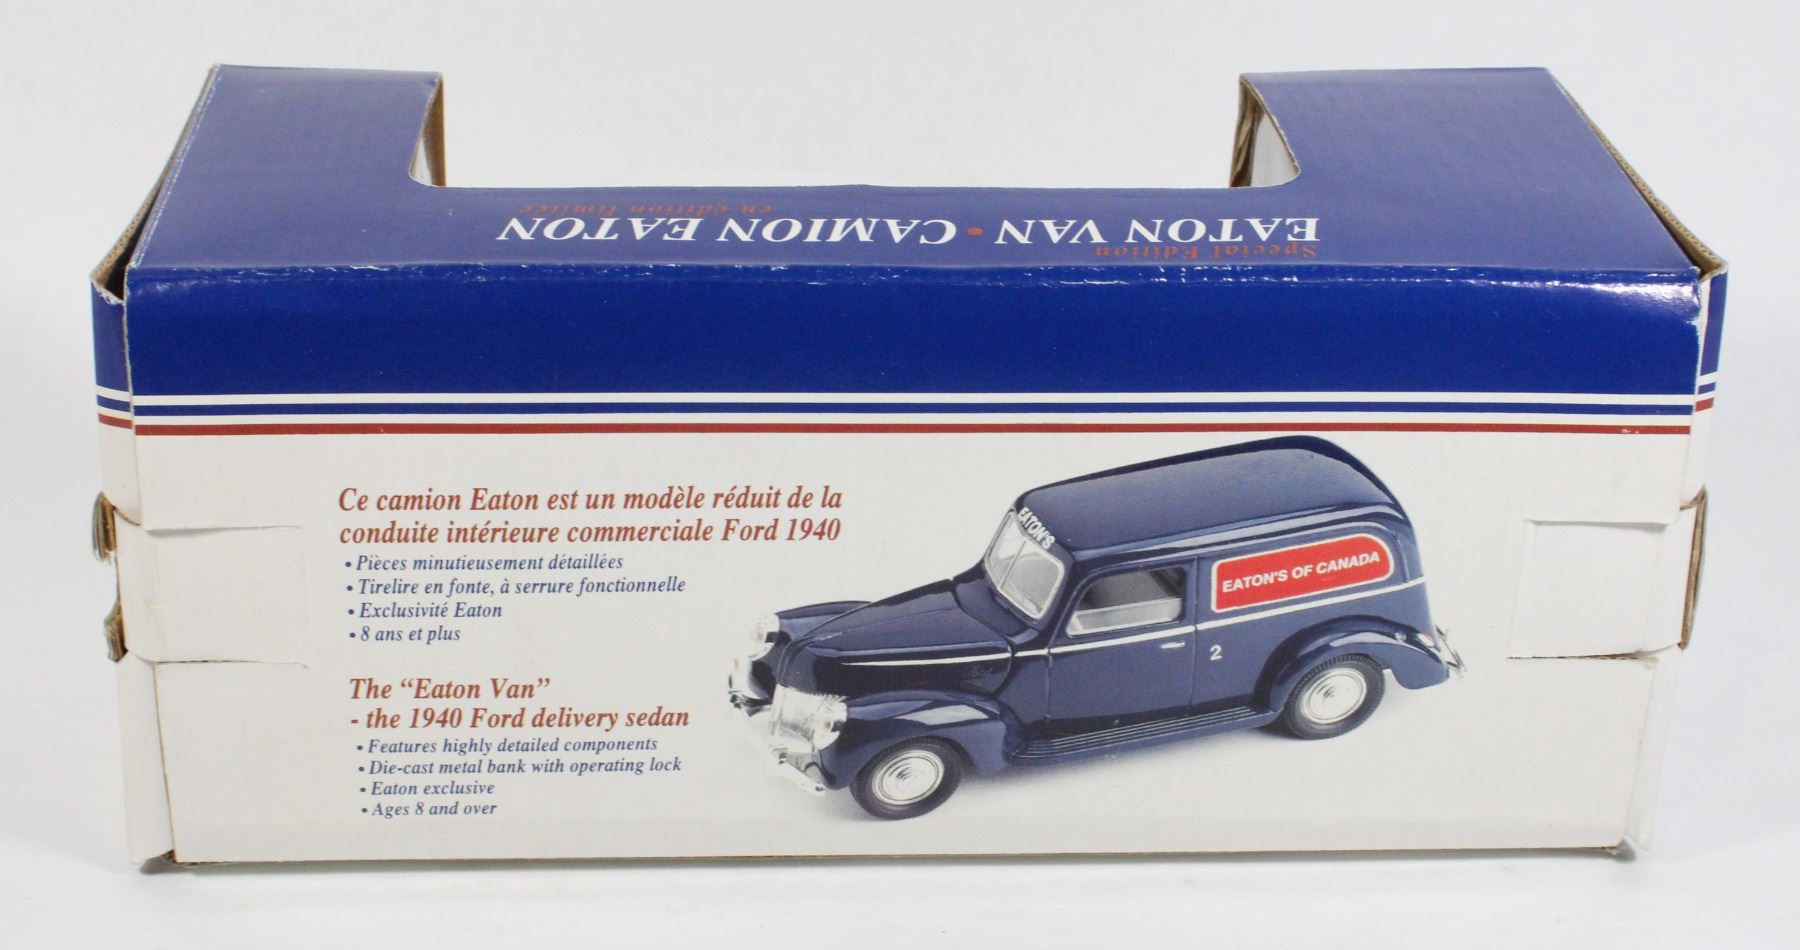 Special Edition
EATON VAN • CAMION EATON
en édition limitée
Ce camion Eaton est un modèle réduit de la
conduite intérieure commerciale Ford 1940
• Pièces minutieusement détaillées
• Tirelire en fonte, à serrure fonctionnelle
• Exclusivité Eaton
• 8 ans et plus
The “Eaton Van”
- the 1940 Ford delivery sedan
• Features highly detailed components
• Die-cast metal bank with operating lock
• Eaton exclusive
• Ages 8 and over
EATON'S
EATON'S OF CANADA
2